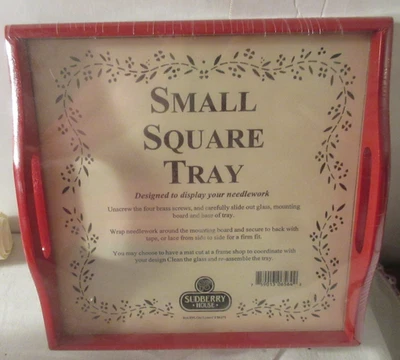 SMALL
SQUARE
TRAY
Designed to display your needlework
Unscrew the four brass screws, and carefully slide out glass, mounting
board and base of tray.
Wrap needlework around the mounting board and secure to back with
tape, or lace from side to side for a firm fit.
You may choose to have a mat cut at a frame shop to coordinate with
your design Clean the glass and re-assemble the tray.
SUDBERRY
HOUSE